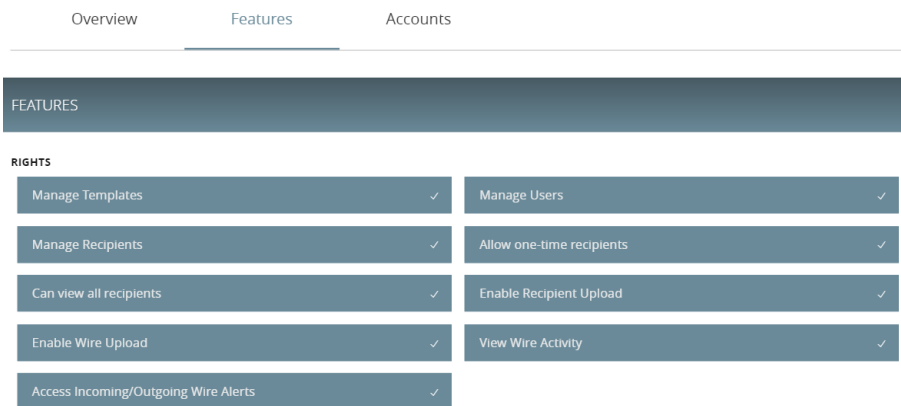 Overview Features Accounts
FEATURES
RIGHTS
Manage Templates Manage Users
Manage Recipients Allow one-time recipients
Can view all recipients Enable Recipient Upload
Enable Wire Upload View Wire Activity
Access Incoming/Outgoing Wire Alerts